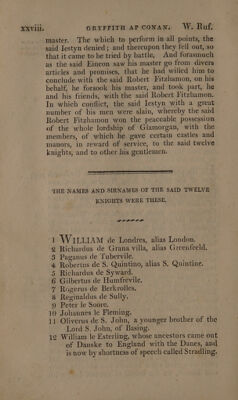 xxviii. GRYFFITH AP CONAN. W. Ruf.
master. The which to perform in all points, the
said Iestyn denied; and thereupon they fell out, so
that it came to be tried by battle. And forasmuch
as the said Eineon saw his master go from divers
articles and promises, that he had willed him to
conclude with the said Robert Fitzhamon, on his
behalf, he forsook his master, and took part, he
and his friends, with the said Robert Fitzhamon.
In which conflict, the said Iestyn with a great
number of his men were slain, whereby the said
Robert Fitzhamon won the peaceable possession
of the whole lordship of Glamorgan, with the
members, of which he gave certain castles and
manors, in reward of service, to the said twelve
knights, and to other his gentlemen.
THE NAMES AND SIRNAMES OF THE SAID TWELVE
KNIGHTS WERE THESE.
1 WILLIAM de Londres, alias London.
2 Richardus de Grana villa, alias Greenfeeld.
3 Paganus de Tubervile.
4 Robertus de S. Quintino, alias S. Quintine.
5 Richardus de Syward.
6 Gilbertus de Humfrevile.
7 Rogerus de Berkrolles.
8 Reginaldus de Sully.
9 Peter le Soore.
10 Johannes le Fleming.
11 Oliverus de S. John, a younger brother of the
Lord S. John, of Basing.
12 William le Esterling, whose ancestors came out
of Danske to England with the Danes, and
is now by shortness of speech called Stradling.